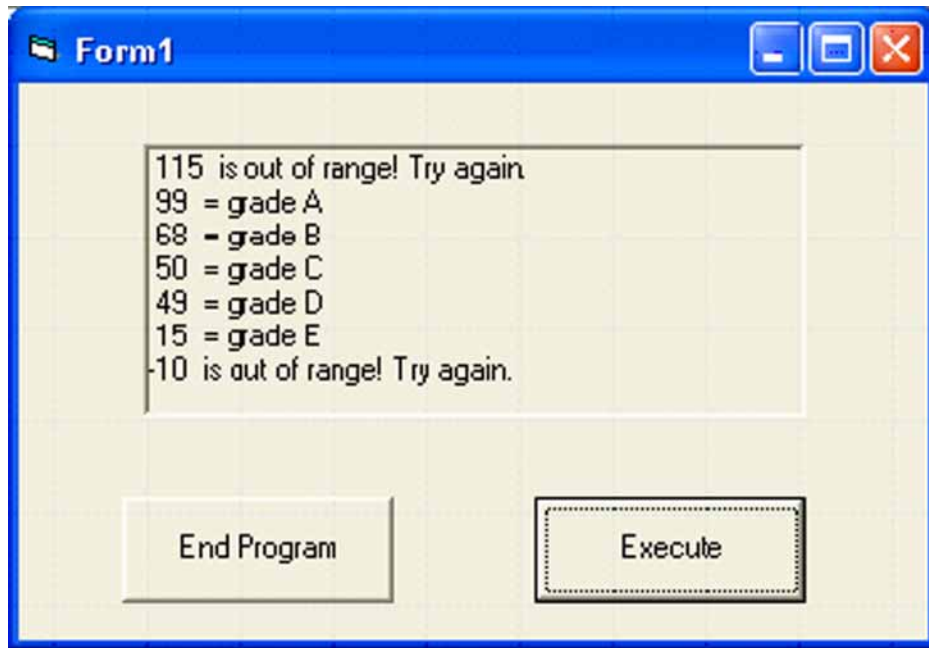 Form1
115 is out of range! Try again.
99 = grade A
68 = grade B
50 = grade C
49 = grade D
15 = grade E
-10 is out of range! Try again.
End Program
Execute